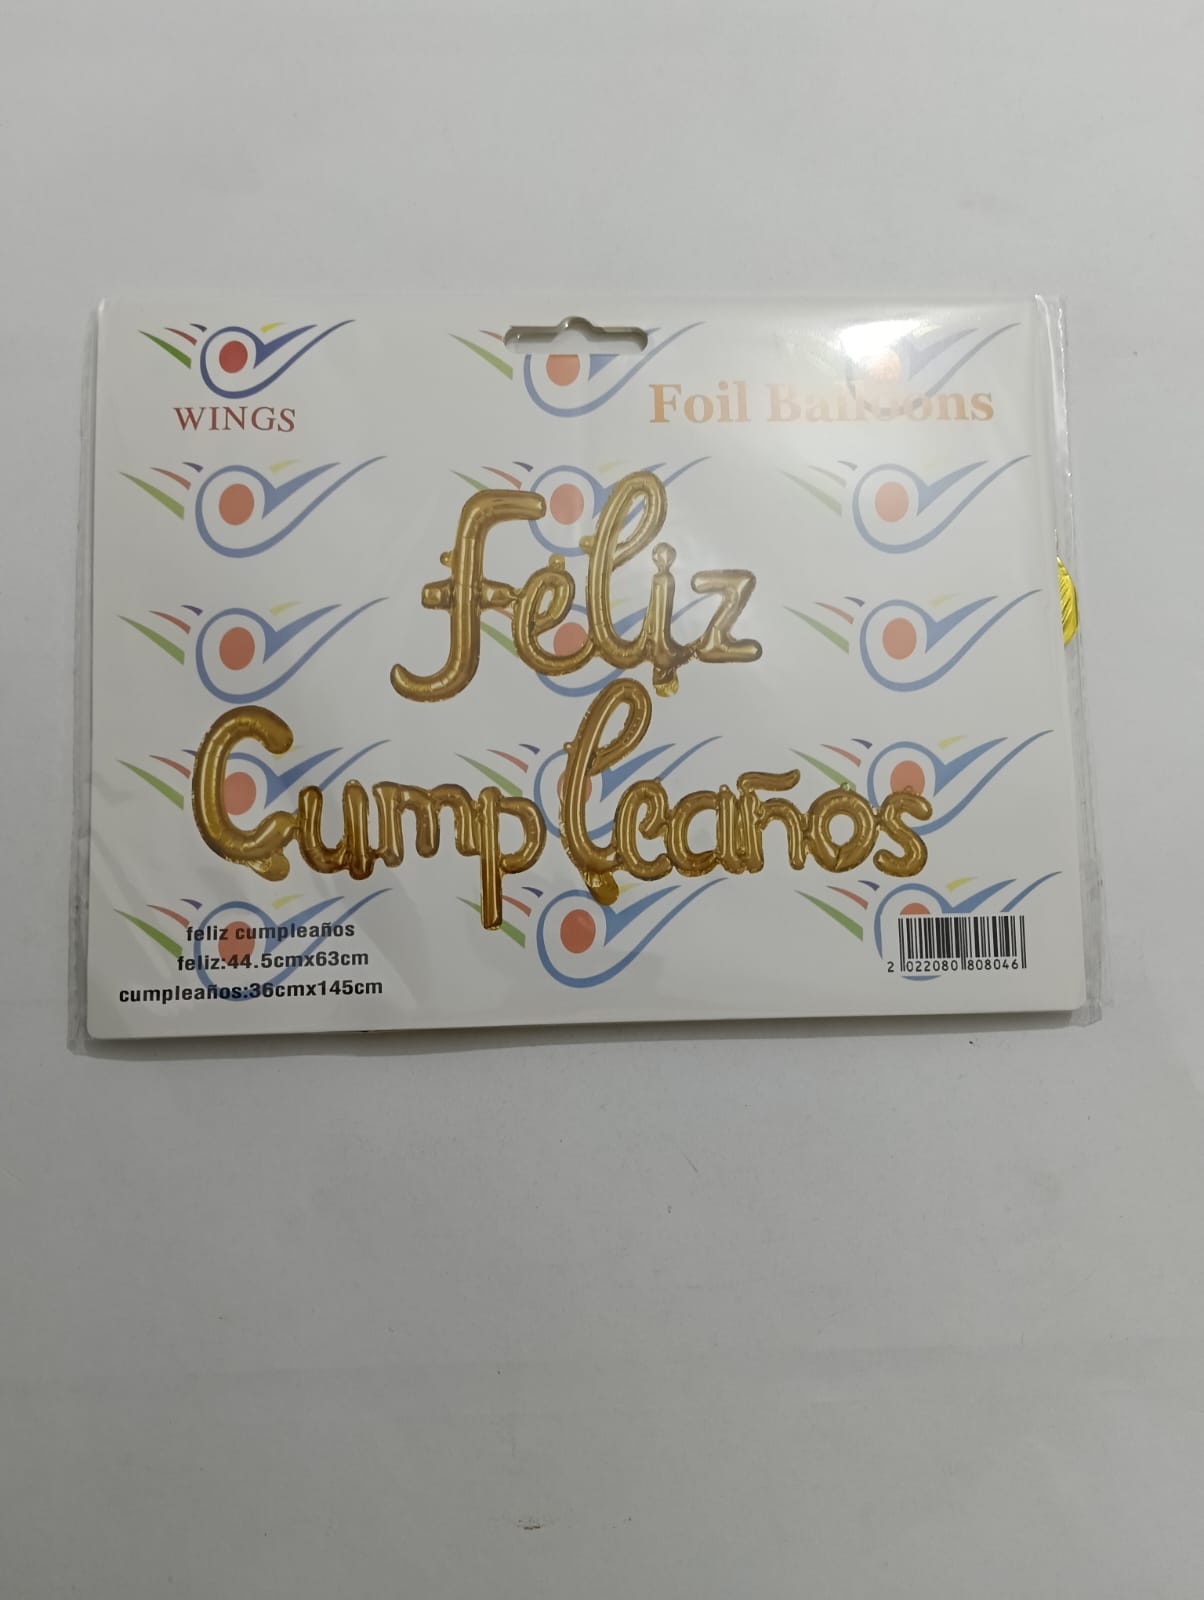 WINGS
Foil Balloons
Feliz
Cumpleaños
feliz cumpleaños
feliz:44.5cmx63cm
cumpleaños:36cmx145cm
2 022080 808046